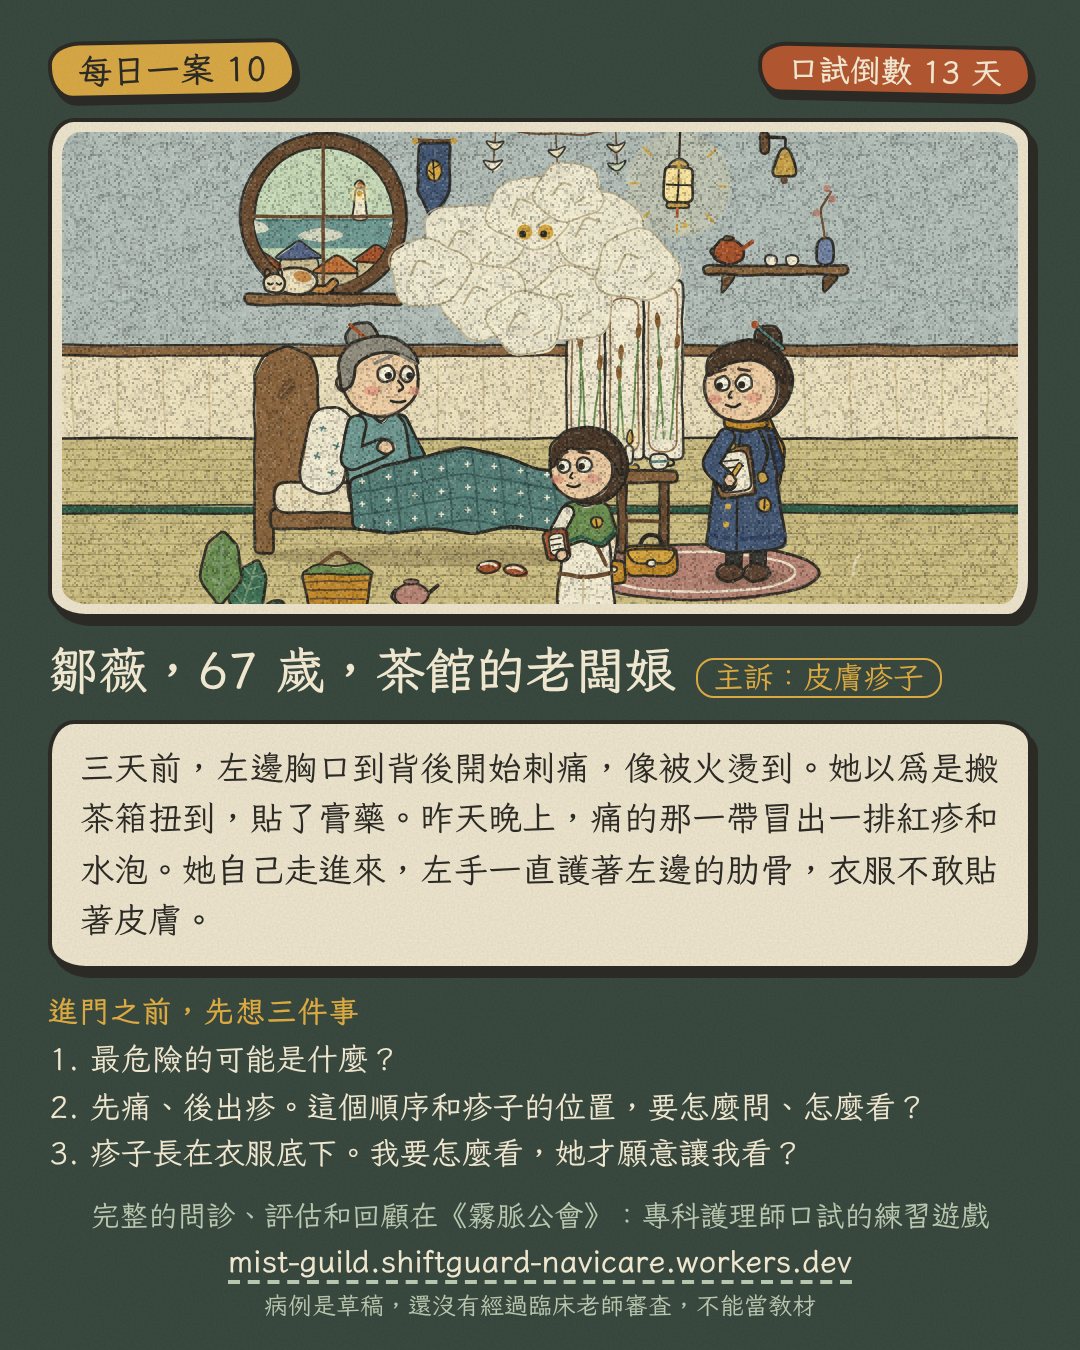 每日一案 10
口試倒數 13 天
鄒薇，67 歲，茶館的老闆娘
主訴：皮膚疹子
三天前，左邊胸口到背後開始刺痛，像被火燙到。她以爲是搬
茶箱扭到，貼了膏藥。昨天晚上，痛的那一帶冒出一排紅疹和
水泡。她自己走進來，左手一直護著左邊的肋骨，衣服不敢貼
著皮膚。
進門之前，先想三件事
1. 最危險的可能是什麼？
2. 先痛、後出疹。這個順序和疹子的位置，要怎麼問、怎麼看？
3. 疹子長在衣服底下。我要怎麼看，她才願意讓我看？
完整的問診、評估和回顧在《霧脈公會》：專科護理師口試的練習遊戲
mist-guild.shiftguard-navicare.workers.dev
病例是草稿，還沒有經過臨床老師審查，不能當教材